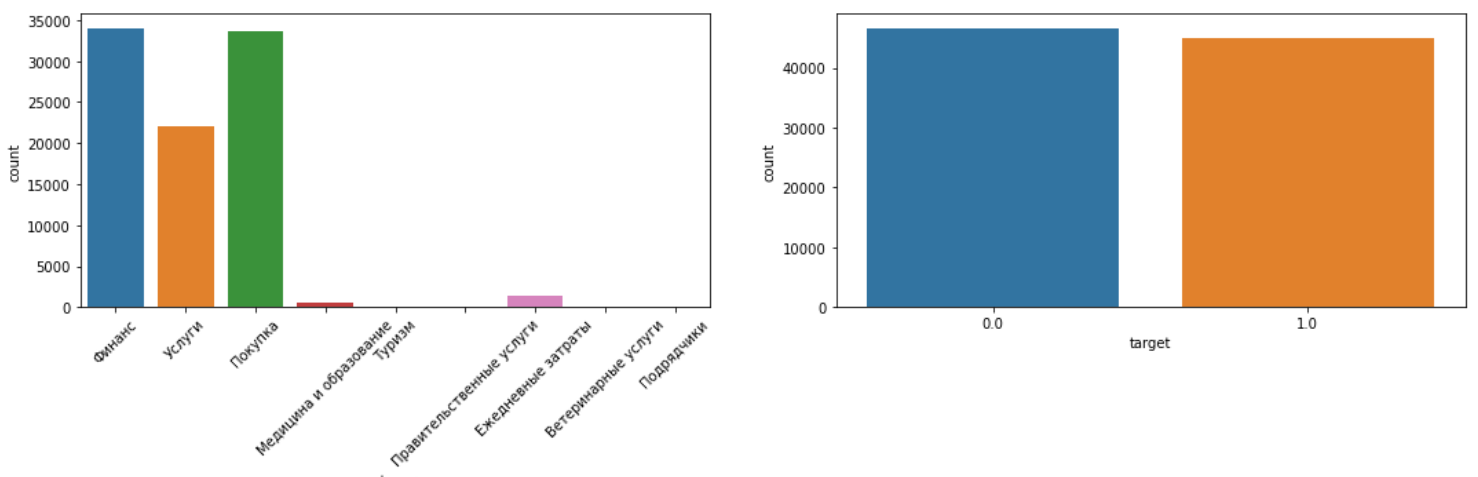 35000
30000
25000
20000
15000
10000
5000
0
count
Финанс
Услуги
Покупка
Медицина и образование
Туризм
Правительственные услуги
Ежедневные затраты
Ветеринарные услуги
Подрядчики
40000
30000
20000
10000
0
count
0.0
1.0
target